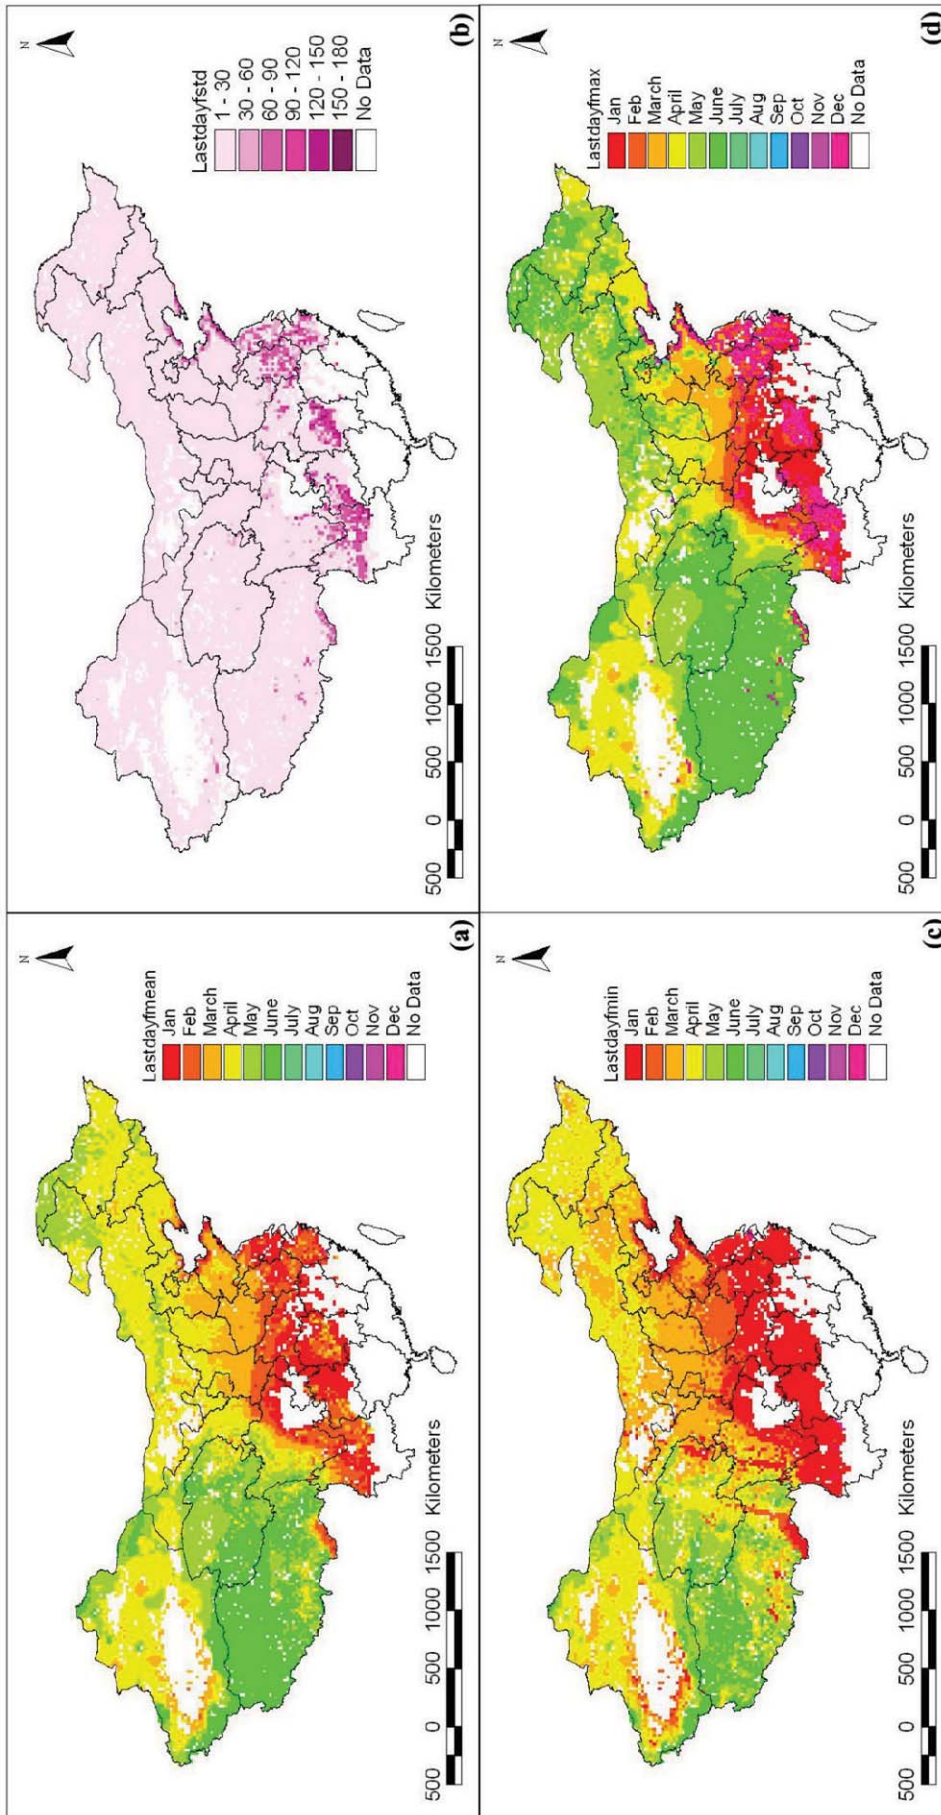 N
Lastdayfmean
Jan
Feb
March
April
May
June
July
Aug
Sep
Oct
Nov
Dec
No Data
500 0 500 1000 1500 Kilometers
(a)
N
Lastdayfstd
1 - 30
30 - 60
60 - 90
90 - 120
120 - 150
150 - 180
No Data
500 0 500 1000 1500 Kilometers
(b)
N
Lastdayfmin
Jan
Feb
March
April
May
June
July
Aug
Sep
Oct
Nov
Dec
No Data
500 0 500 1000 1500 Kilometers
(c)
N
Lastdayfmax
Jan
Feb
March
April
May
June
July
Aug
Sep
Oct
Nov
Dec
No Data
500 0 500 1000 1500 Kilometers
(d)